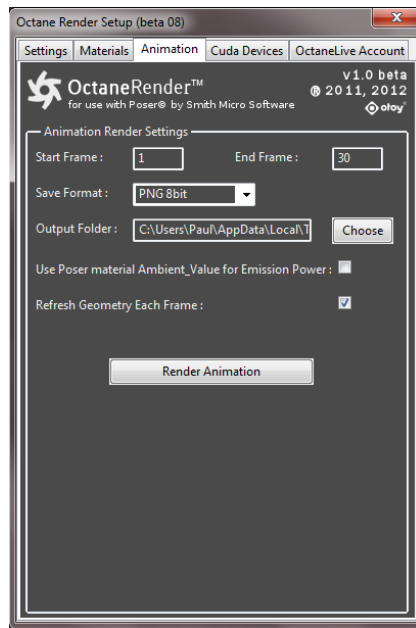 Octane Render Setup (beta 08)
Settings Materials Animation Cuda Devices OctaneLive Account
OctaneRender™
for use with Poser® by Smith Micro Software
v1.0 beta
® 2011, 2012
otoy
Animation Render Settings
Start Frame : 1 End Frame : 30
Save Format : PNG 8bit
Output Folder : C:\Users\Paul\AppData\Local\T Choose
Use Poser material Ambient_Value for Emission Power :
Refresh Geometry Each Frame :
Render Animation